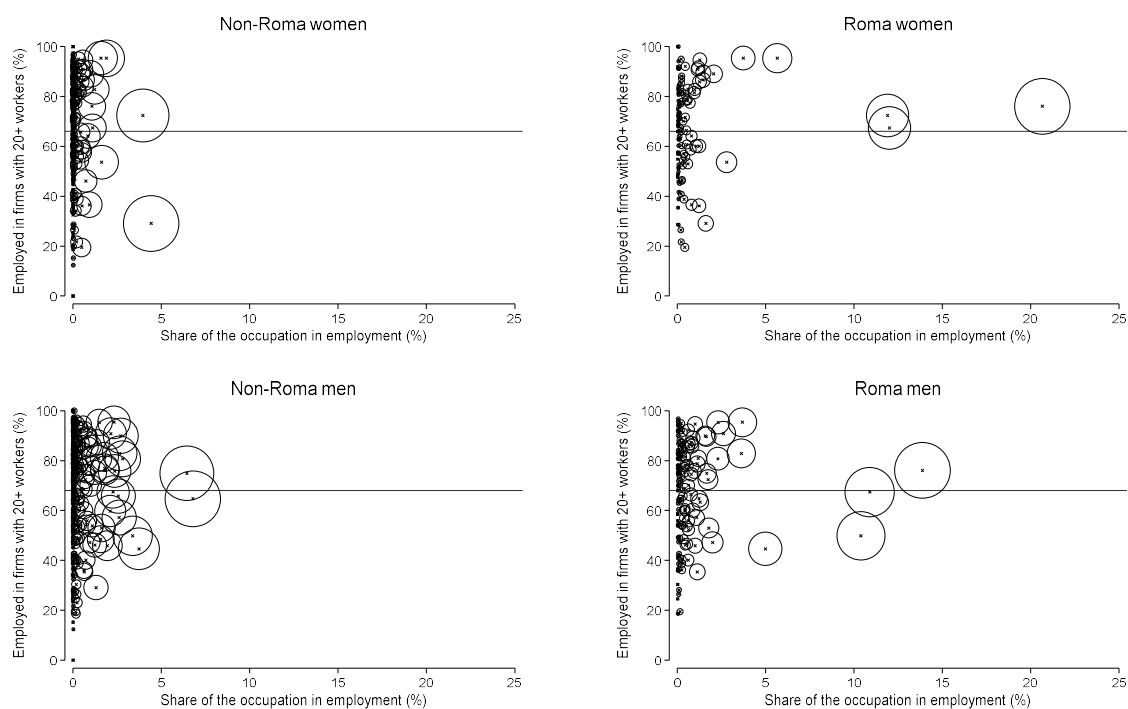 Non-Roma women
Employed in firms with 20+ workers (%)
100
80
60
40
20
0
0 5 10 15 20 25
Share of the occupation in employment (%)
Roma women
Employed in firms with 20+ workers (%)
100
80
60
40
20
0
0 5 10 15 20 25
Share of the occupation in employment (%)
Non-Roma men
Employed in firms with 20+ workers (%)
100
80
60
40
20
0
0 5 10 15 20 25
Share of the occupation in employment (%)
Roma men
Employed in firms with 20+ workers (%)
100
80
60
40
20
0
0 5 10 15 20 25
Share of the occupation in employment (%)